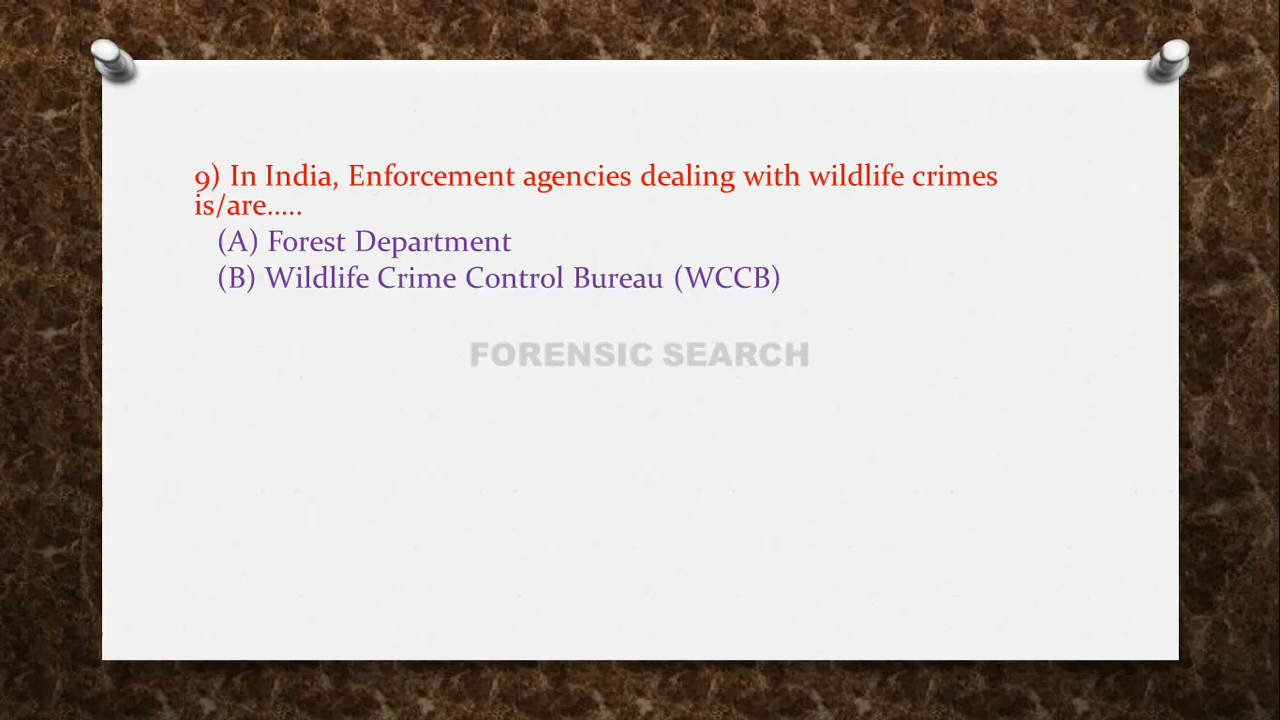 9) In India, Enforcement agencies dealing with wildlife crimes
is/are.....
(A) Forest Department
(B) Wildlife Crime Control Bureau (WCCB)
FORENSIC SEARCH